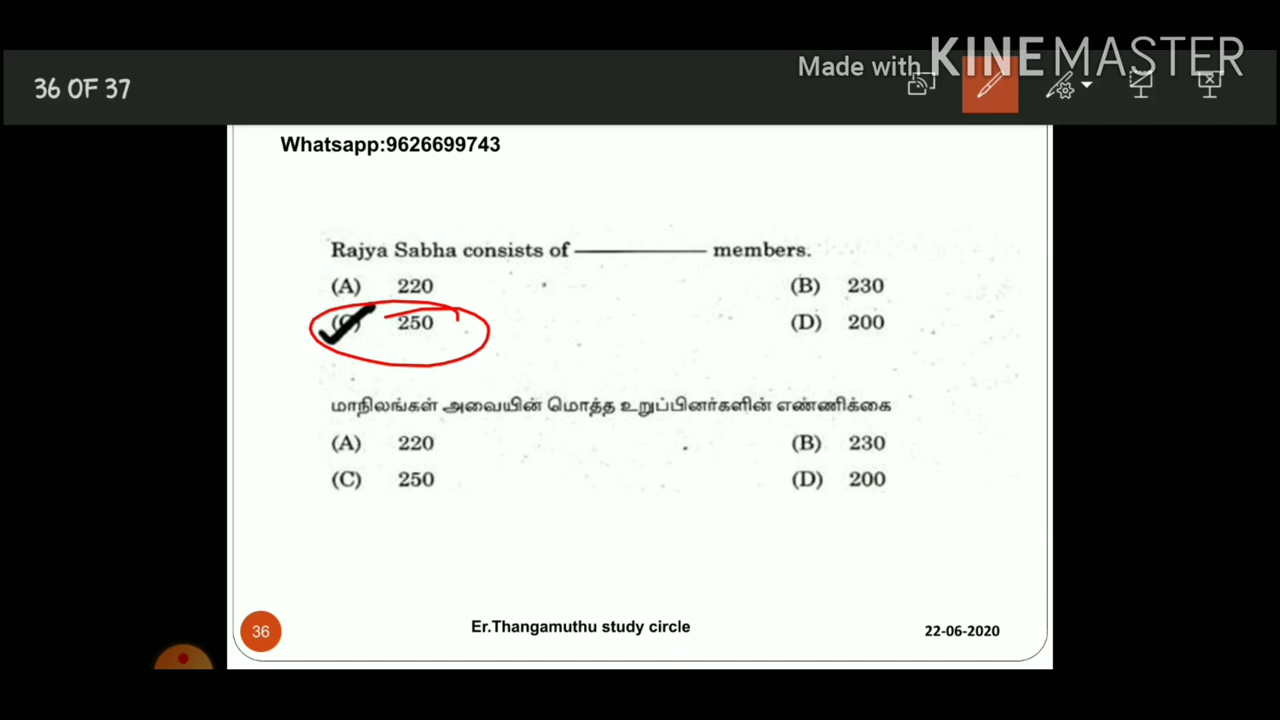 Made with KINEMASTER
36 OF 37
Whatsapp:9626699743
Rajya Sabha consists of ———— members.
(A) 220 (B) 230
(C) 250 (D) 200
மாநிலங்கள் அவையின் மொத்த உறுப்பினர்களின் எண்ணிக்கை
(A) 220 (B) 230
(C) 250 (D) 200
36 Er.Thangamuthu study circle 22-06-2020